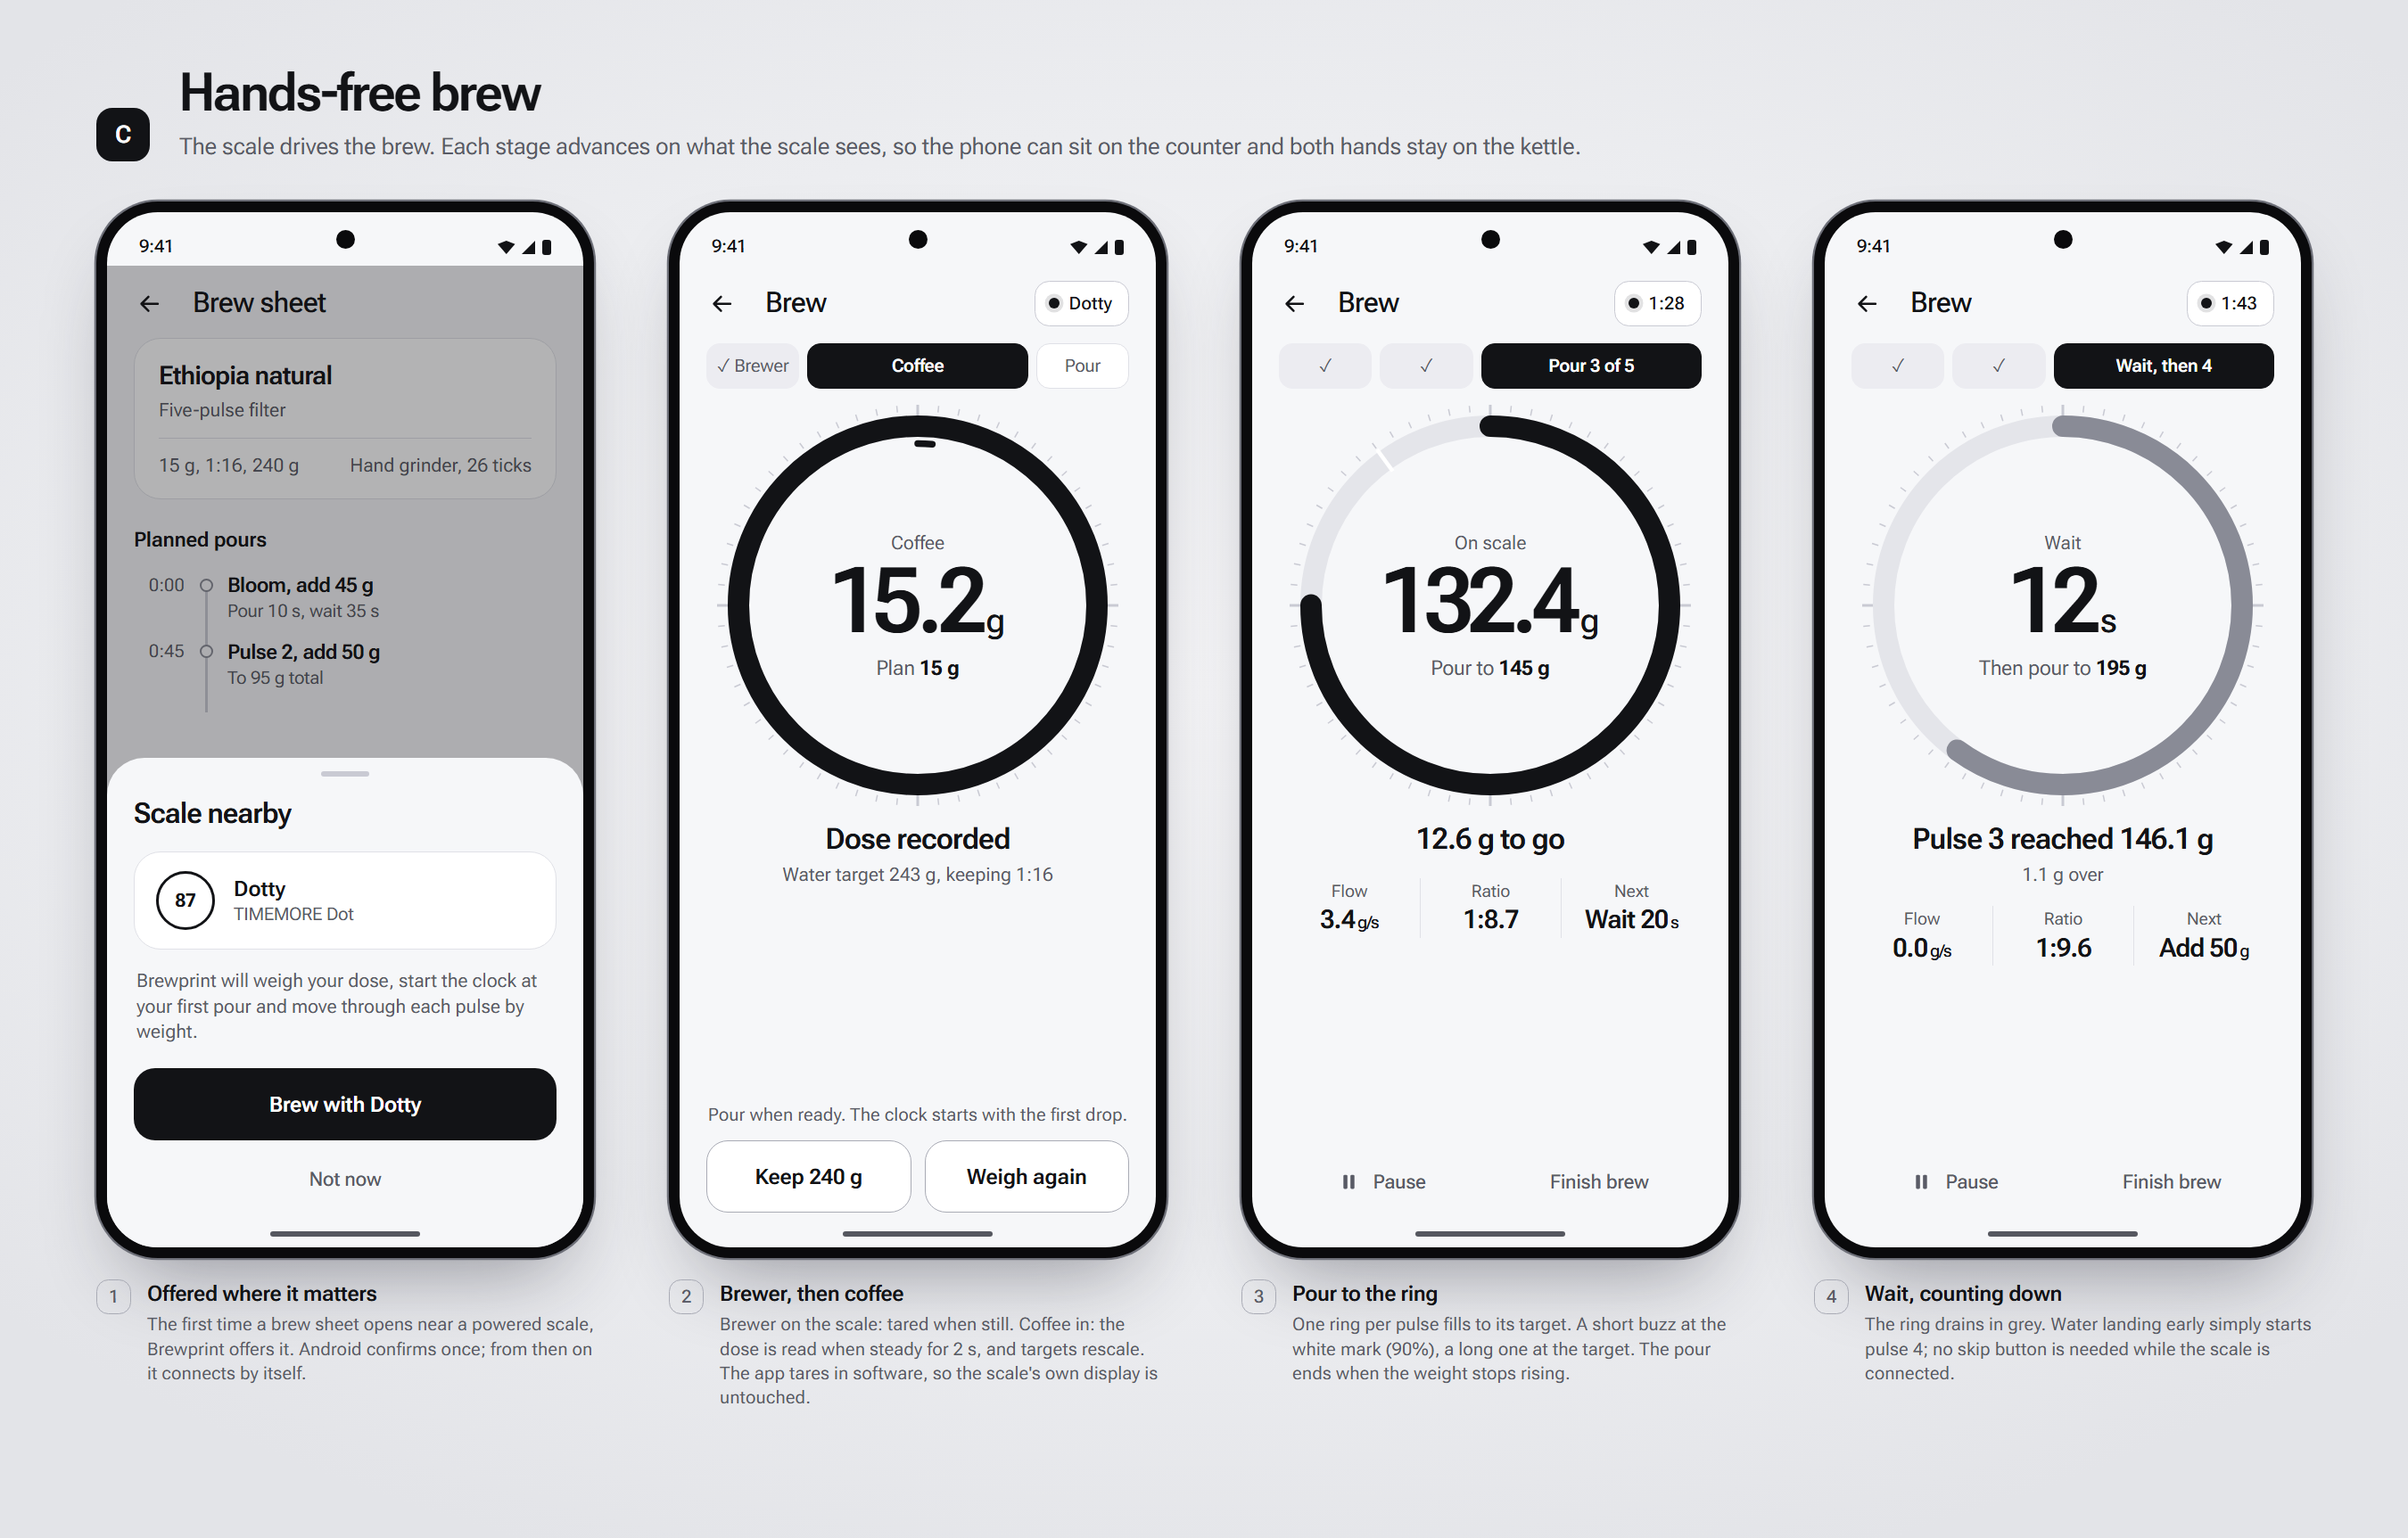 C
Hands-free brew
The scale drives the brew. Each stage advances on what the scale sees, so the phone can sit on the counter and both hands stay on the kettle.
9:41
Brew sheet
Ethiopia natural
Five-pulse filter
15 g, 1:16, 240 g
Hand grinder, 26 ticks
Planned pours
0:00
Bloom, add 45 g
Pour 10 s, wait 35 s
0:45
Pulse 2, add 50 g
To 95 g total
Scale nearby
87
Dotty
TIMEMORE Dot
Brewprint will weigh your dose, start the clock at
your first pour and move through each pulse by
weight.
Brew with Dotty
Not now
1
Offered where it matters
The first time a brew sheet opens near a powered scale,
Brewprint offers it. Android confirms once; from then on
it connects by itself.
9:41
Brew
Dotty
✓ Brewer
Coffee
Pour
Coffee
15.2g
Plan 15 g
Dose recorded
Water target 243 g, keeping 1:16
Pour when ready. The clock starts with the first drop.
Keep 240 g
Weigh again
2
Brewer, then coffee
Brewer on the scale: tared when still. Coffee in: the
dose is read when steady for 2 s, and targets rescale.
The app tares in software, so the scale's own display is
untouched.
9:41
Brew
1:28
✓
✓
Pour 3 of 5
On scale
132.4g
Pour to 145 g
12.6 g to go
Flow
3.4 g/s
Ratio
1:8.7
Next
Wait 20 s
Pause
Finish brew
3
Pour to the ring
One ring per pulse fills to its target. A short buzz at the
white mark (90%), a long one at the target. The pour
ends when the weight stops rising.
9:41
Brew
1:43
✓
✓
Wait, then 4
Wait
12s
Then pour to 195 g
Pulse 3 reached 146.1 g
1.1 g over
Flow
0.0 g/s
Ratio
1:9.6
Next
Add 50 g
Pause
Finish brew
4
Wait, counting down
The ring drains in grey. Water landing early simply starts
pulse 4; no skip button is needed while the scale is
connected.